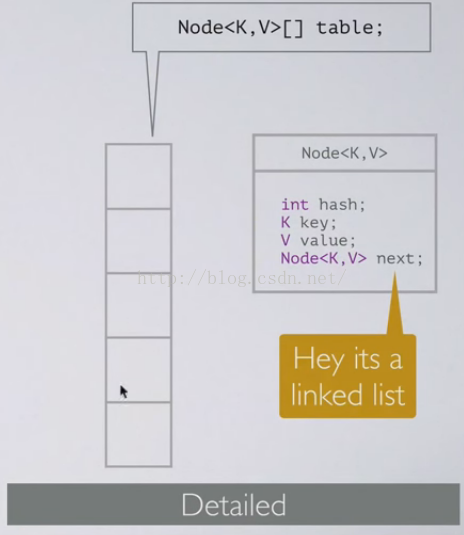 Node<K,V>[] table;
Node<K,V>
int hash;
K key;
V value;
Node<K,V> next;
http://blog.csdn.net/
Hey its a
linked list
Detailed